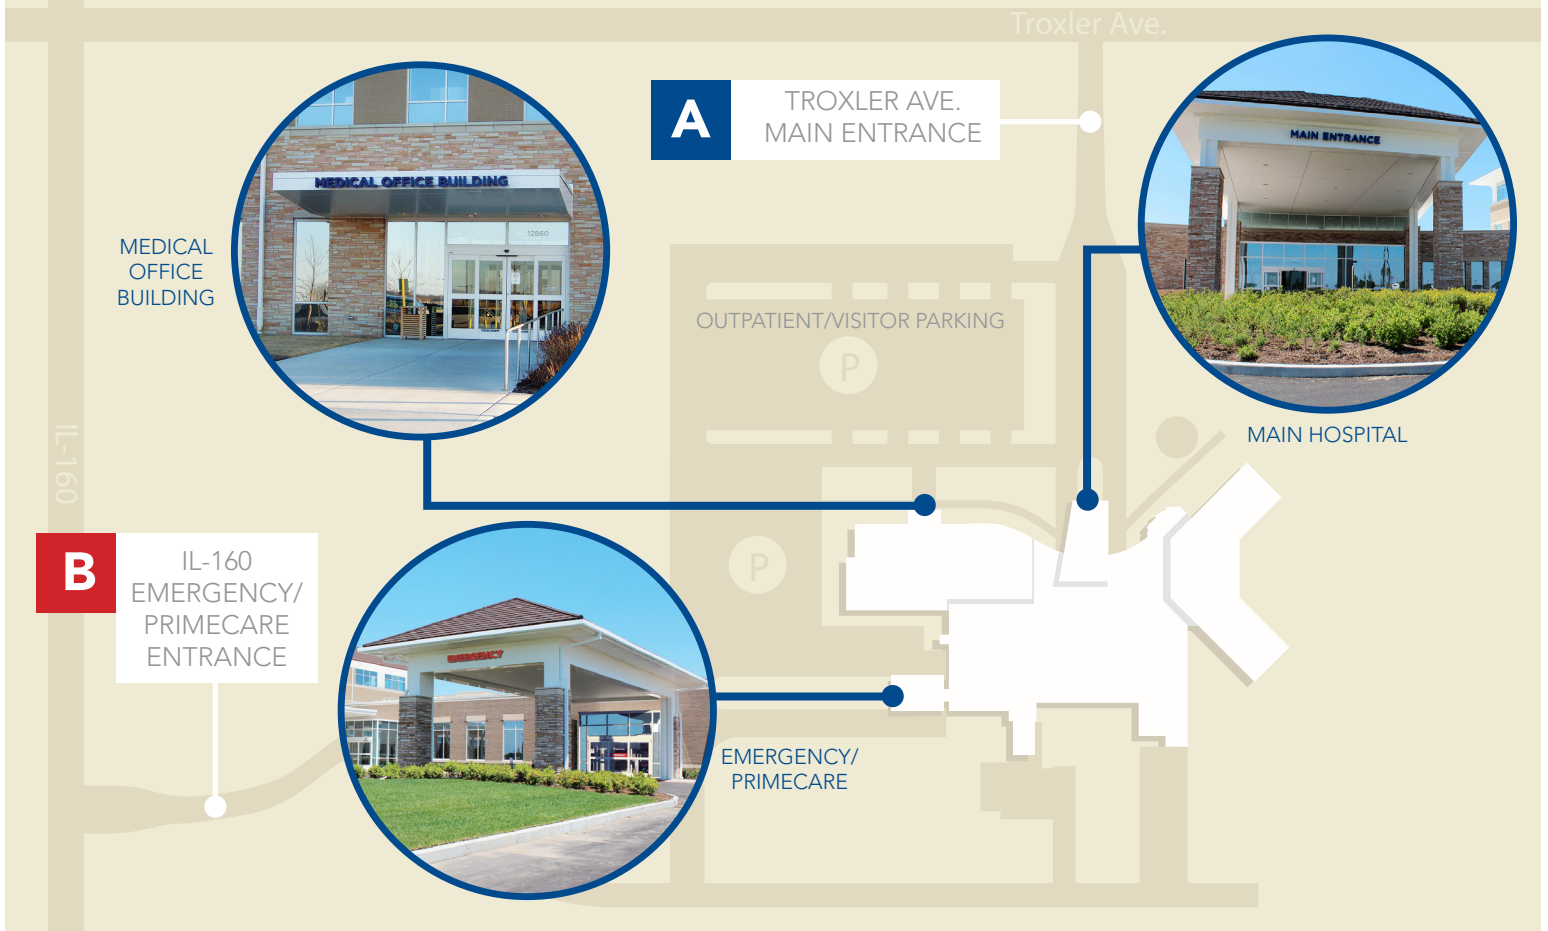 Troxler Ave.
A
TROXLER AVE.
MAIN ENTRANCE
MAIN ENTRANCE
MEDICAL OFFICE BUILDING
12860
MEDICAL
OFFICE
BUILDING
OUTPATIENT/VISITOR PARKING
P
MAIN HOSPITAL
IL-160
B
IL-160
EMERGENCY/
PRIMECARE
ENTRANCE
P
EMERGENCY
EMERGENCY/
PRIMECARE